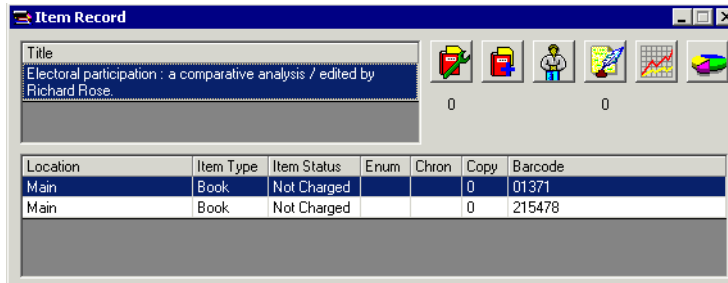 Item Record
Title
Electoral participation : a comparative analysis / edited by
Richard Rose.
0 0
Location Item Type Item Status Enum Chron Copy Barcode
Main Book Not Charged 0 01371
Main Book Not Charged 0 215478